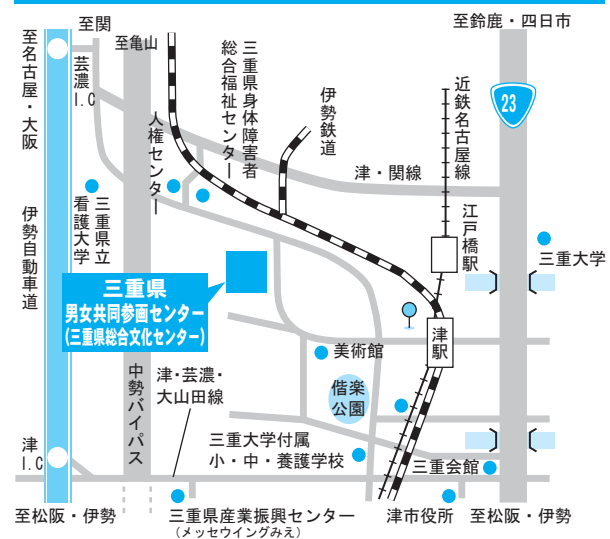 至関
至亀山
至鈴鹿・四日市
至名古屋・大阪
芸濃
I.C
人権センター
三重県身体障害者
総合福祉センター
伊勢鉄道
近鉄名古屋線
23
津・関線
江戸橋駅
三重大学
伊勢自動車道
三重県立
看護大学
三重県
男女共同参画センター
(三重県総合文化センター)
津駅
美術館
偕楽
公園
中勢バイパス
津・芸濃・
大山田線
津
I.C
三重大学付属
小・中・養護学校
三重会館
至松阪・伊勢
三重県産業振興センター
(メッセウイングみえ)
津市役所
至松阪・伊勢